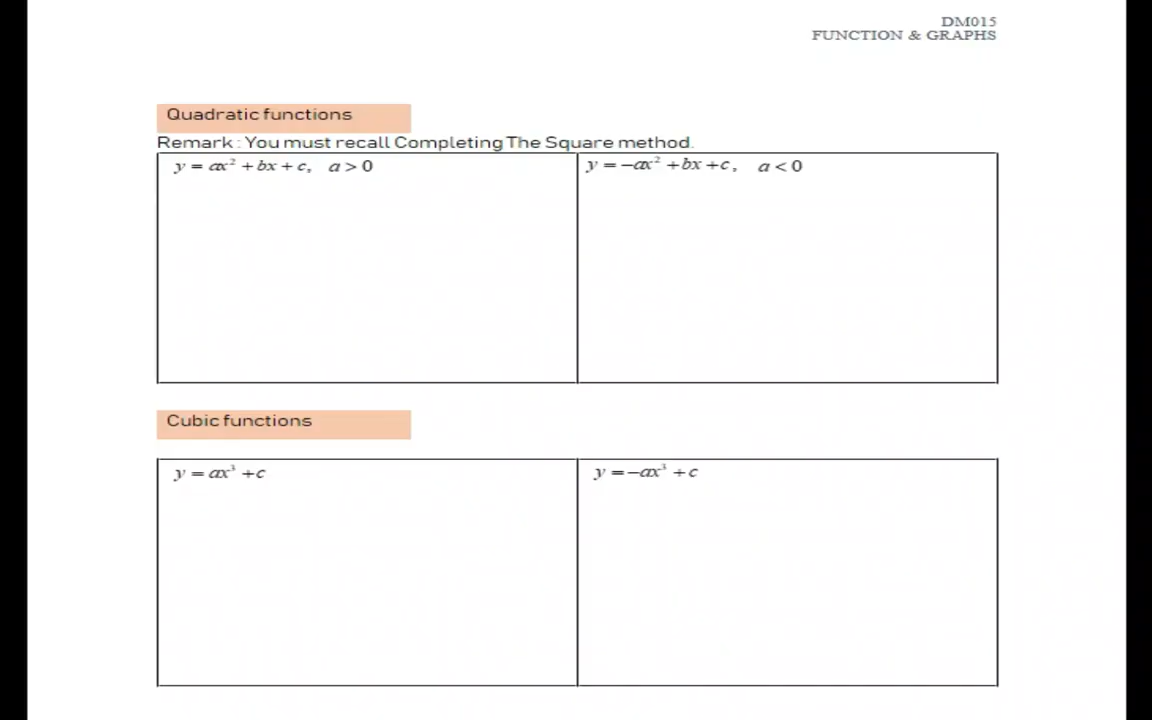 DM015
FUNCTION & GRAPHS
Quadratic functions
Remark : You must recall Completing The Square method.
y = ax² + bx + c, a > 0
y = −ax² + bx + c, a < 0
Cubic functions
y = ax³ + c
y = −ax³ + c